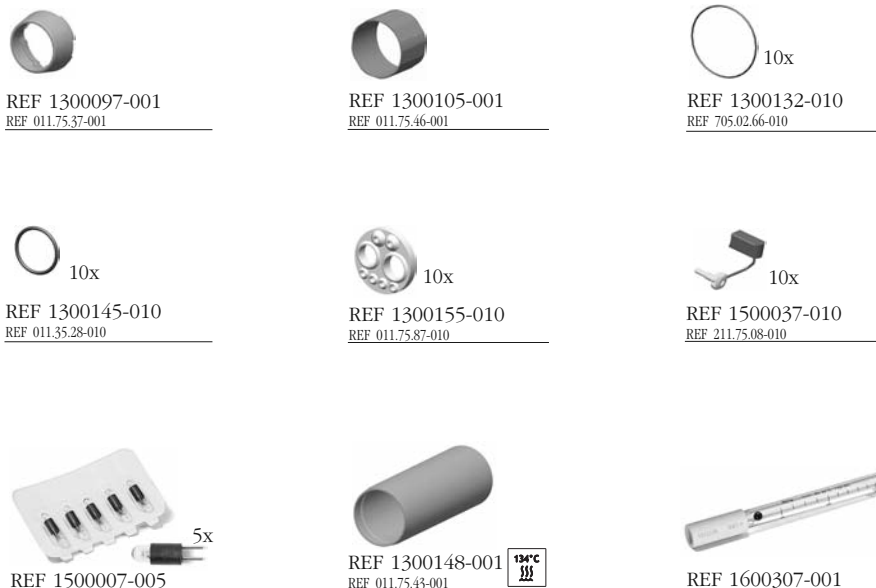 REF 1300097-001
REF 011.75.37-001
REF 1300105-001
REF 011.75.46-001
10x
REF 1300132-010
REF 705.02.66-010
10x
REF 1300145-010
REF 011.35.28-010
10x
REF 1300155-010
REF 011.75.87-010
10x
REF 1500037-010
REF 211.75.08-010
5x
REF 1500007-005
REF 1300148-001
REF 011.75.43-001
134°C
REF 1600307-001